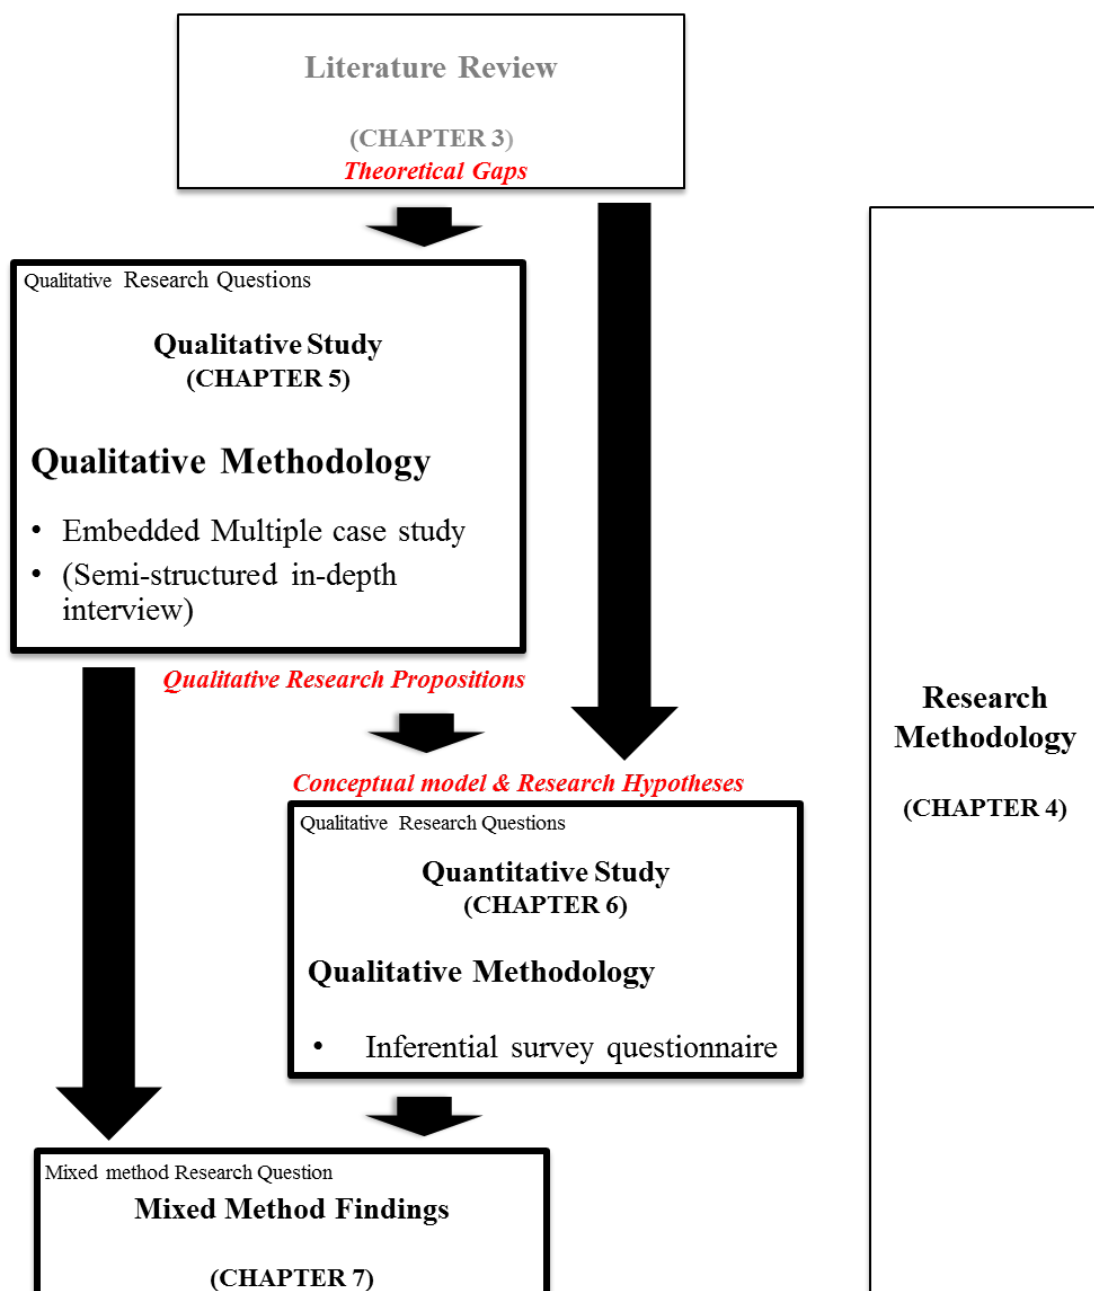 Literature Review
(CHAPTER 3)
Theoretical Gaps
Qualitative Research Questions
Qualitative Study
(CHAPTER 5)
Qualitative Methodology
• Embedded Multiple case study
• (Semi-structured in-depth
interview)
Qualitative Research Propositions
Conceptual model & Research Hypotheses
Qualitative Research Questions
Quantitative Study
(CHAPTER 6)
Qualitative Methodology
• Inferential survey questionnaire
Mixed method Research Question
Mixed Method Findings
(CHAPTER 7)
Research
Methodology
(CHAPTER 4)